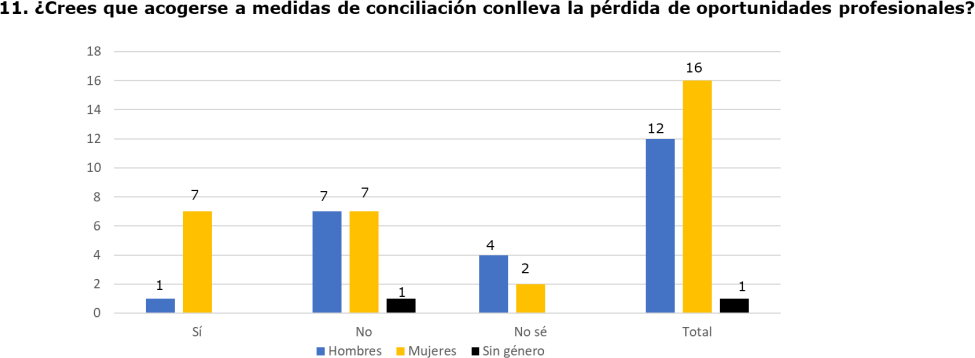 11. ¿Crees que acogerse a medidas de conciliación conlleva la pérdida de oportunidades profesionales?
18
16
14
12
10
8
6
4
2
0
1
7
7
7
1
4
2
12
16
1
Sí
No
No sé
Total
Hombres
Mujeres
Sin género